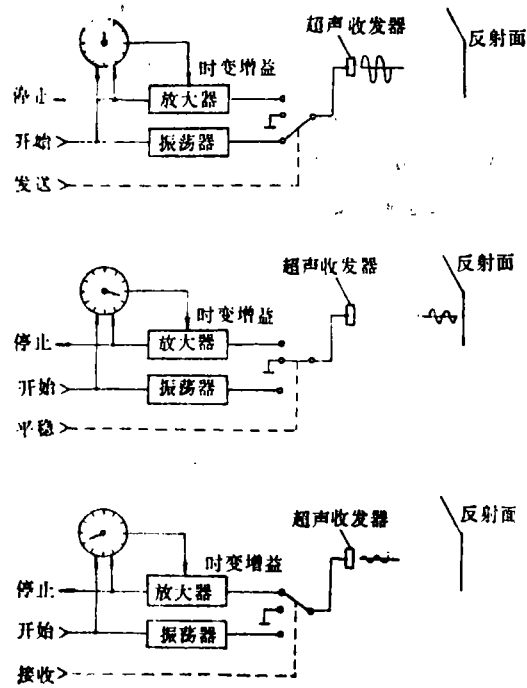 超声收发器
反射面
时变增益
停止
放大器
开始
振荡器
发送
超声收发器
反射面
时变增益
停止
放大器
开始
振荡器
平稳
超声收发器
反射面
时变增益
停止
放大器
开始
振荡器
接收